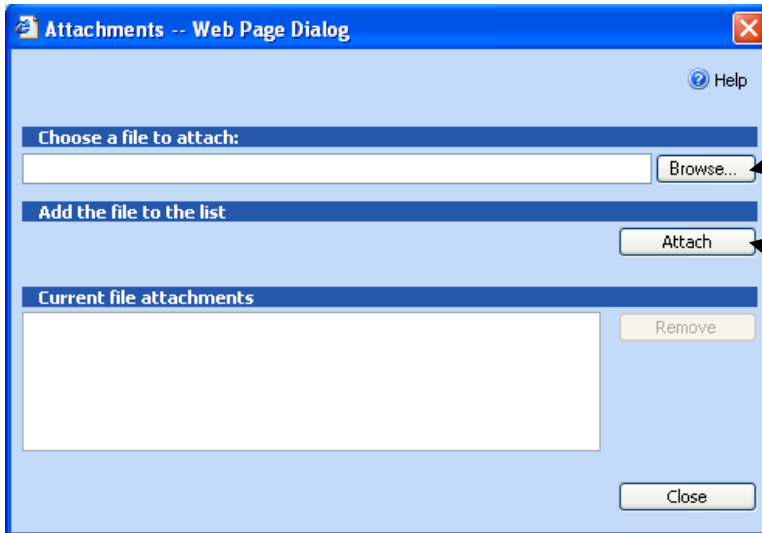 Attachments -- Web Page Dialog
Help
Choose a file to attach:
Browse...
Add the file to the list
Attach
Current file attachments
Remove
Close